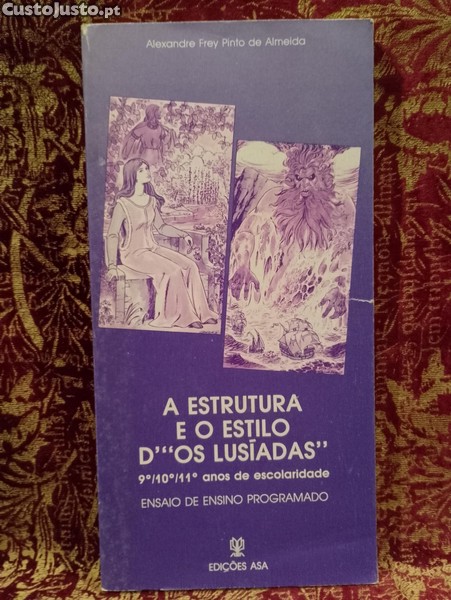 CustoJusto.pt
Alexandre Frey Pinto de Almeida
A ESTRUTURA
E O ESTILO
D'“OS LUSÍADAS”
9º/10º/11º anos de escolaridade
ENSAIO DE ENSINO PROGRAMADO
EDIÇÕES ASA